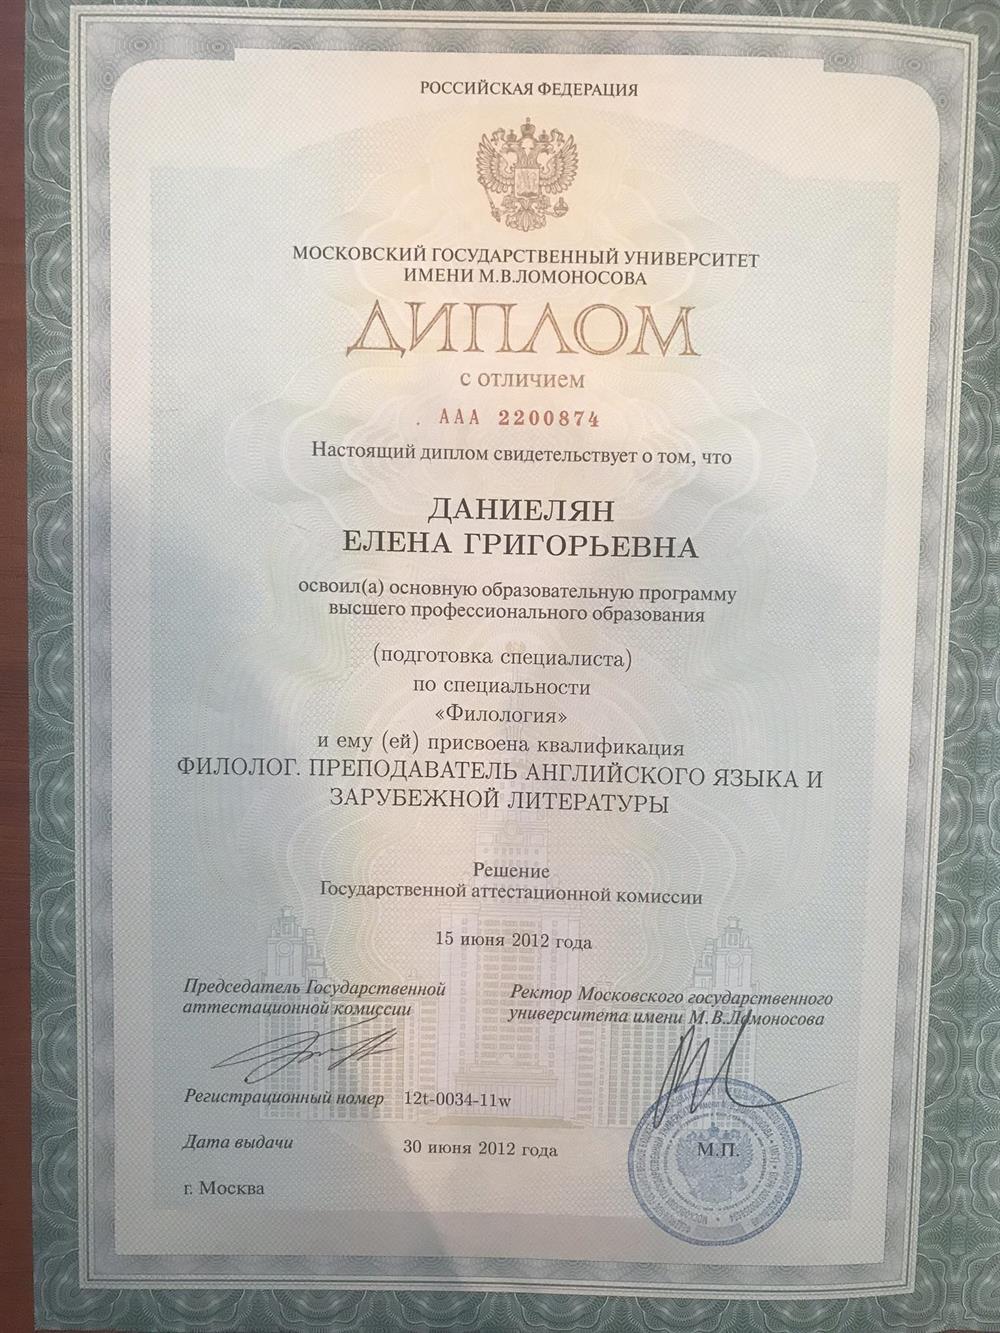 РОССИЙСКАЯ ФЕДЕРАЦИЯ
МОСКОВСКИЙ ГОСУДАРСТВЕННЫЙ УНИВЕРСИТЕТ
ИМЕНИ М.В.ЛОМОНОСОВА
ДИПЛОМ
С ОТЛИЧИЕМ
ААА 2200874
Настоящий диплом свидетельствует о том, что
ДАНИЕЛЯН
ЕЛЕНА ГРИГОРЬЕВНА
освоил(а) основную образовательную программу
высшего профессионального образования
(подготовка специалиста)
по специальности
«Филология»
и ему (ей) присвоена квалификация
ФИЛОЛОГ. ПРЕПОДАВАТЕЛЬ АНГЛИЙСКОГО ЯЗЫКА И
ЗАРУБЕЖНОЙ ЛИТЕРАТУРЫ
Решение
Государственной аттестационной комиссии
15 июня 2012 года
Председатель Государственной
аттестационной комиссии
Ректор Московского государственного
университета имени М.В.Ломоносова
Регистрационный номер 12t-0034-11w
Дата выдачи 30 июня 2012 года
М.П.
г. Москва